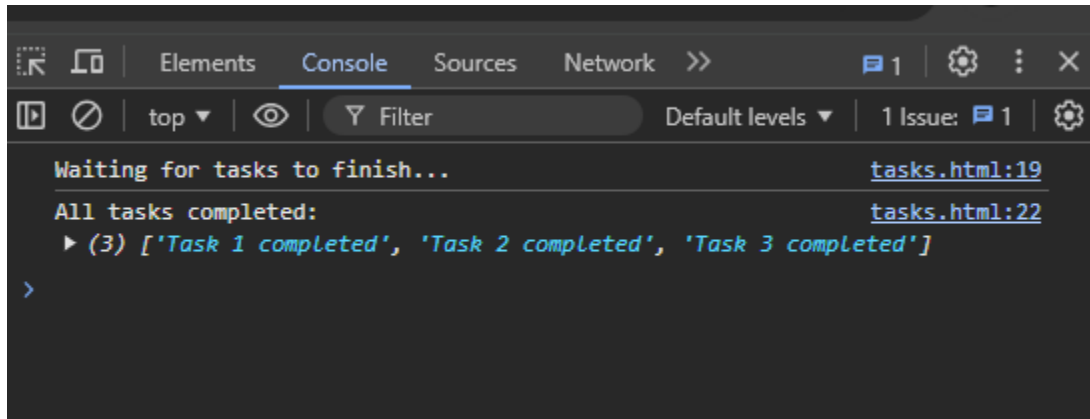 Elements Console Sources Network 1
top Filter Default levels 1 Issue: 1
Waiting for tasks to finish... tasks.html:19
All tasks completed: tasks.html:22
(3) ['Task 1 completed', 'Task 2 completed', 'Task 3 completed']